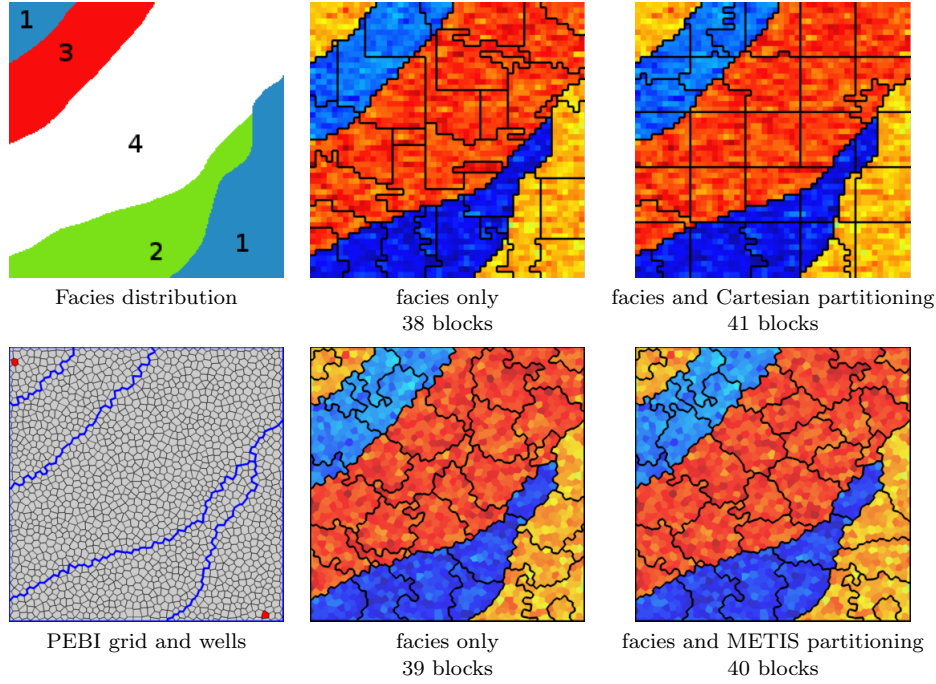 1
3
4
2
1
Facies distribution
facies only
38 blocks
facies and Cartesian partitioning
41 blocks
PEBI grid and wells
facies only
39 blocks
facies and METIS partitioning
40 blocks